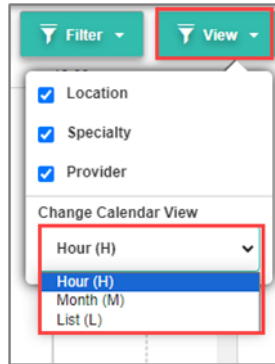 Filter
View
Location
Specialty
Provider
Change Calendar View
Hour (H)
Hour (H)
Month (M)
List (L)